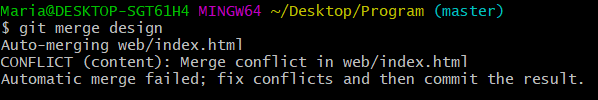 Maria@DESKTOP-SGT61H4 MINGW64 ~/Desktop/Program (master)
$ git merge design
Auto-merging web/index.html
CONFLICT (content): Merge conflict in web/index.html
Automatic merge failed; fix conflicts and then commit the result.